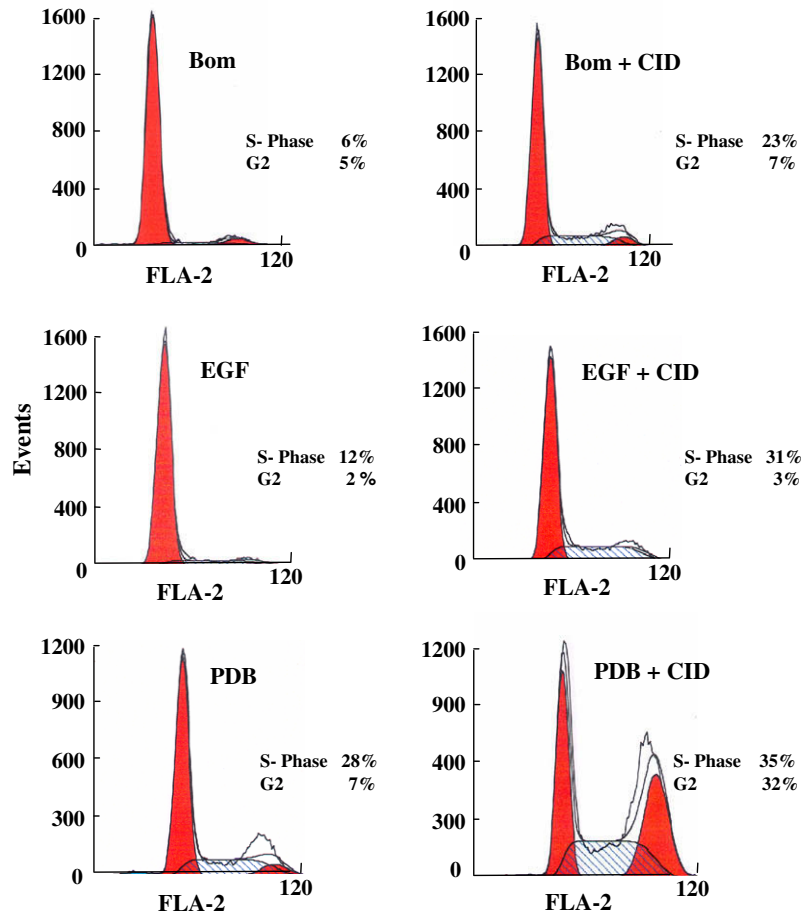 1600
1200
800
400
0
Bom
S- Phase 6%
G2 5%
120
FLA-2
1600
1200
800
400
0
Bom + CID
S- Phase 23%
G2 7%
120
FLA-2
Events
1600
1200
800
400
0
EGF
S- Phase 12%
G2 2 %
120
FLA-2
1600
1200
800
400
0
EGF + CID
S- Phase 31%
G2 3%
120
FLA-2
1200
900
600
300
0
PDB
S- Phase 28%
G2 7%
120
FLA-2
1200
900
400
300
0
PDB + CID
S- Phase 35%
G2 32%
120
FLA-2